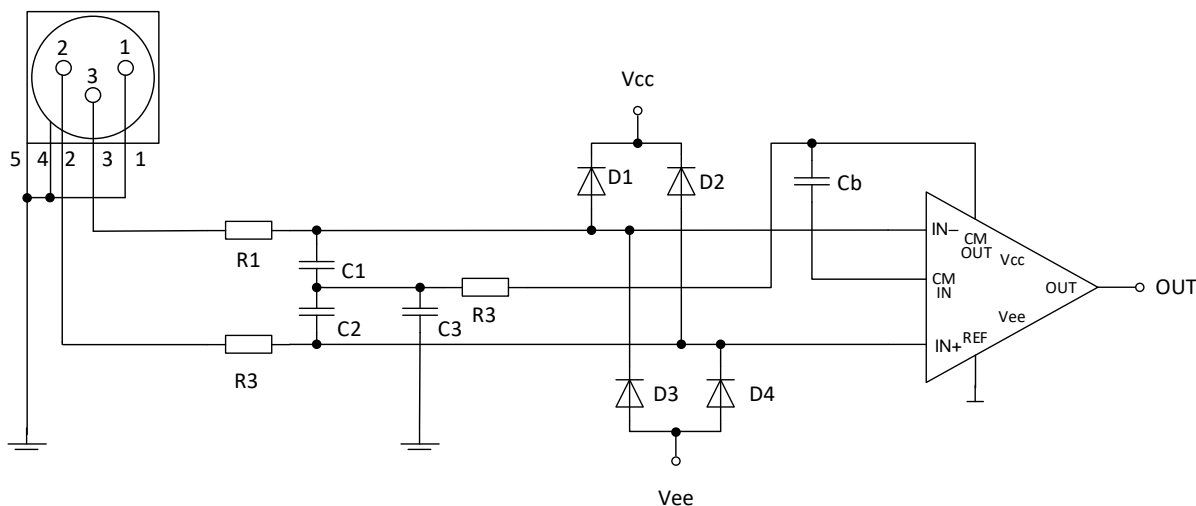 2 1
3
5 4 2 3 1
Vcc
D1 D2
Cb
R1
C1
IN–
CM
OUT
Vcc
CM
IN
OUT
OUT
R3
C2
C3
Vee
IN+
REF
R3
D3 D4
Vee